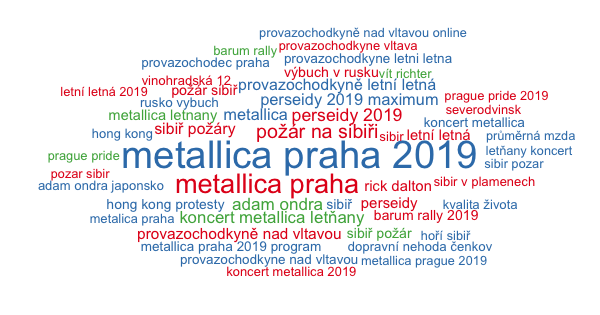 provazochodkyně nad vltavou online
barum rally provazochodkyne vltava
provazochodec praha provazochodkyne letni letna
výbuch v rusku vít richter
vinohradská 12 provazochodkyně letní letná
letní letná 2019 požár sibiř
rusko vybuch perseidy 2019 maximum prague pride 2019
severodvinsk
metallica letnany metallica perseidy 2019 koncert metallica
hong kong sibiř požáry požár na sibiři sibir letní letná průměrná mzda
prague pride metallica praha 2019 letňany koncert
sibir pozar
pozar sibir
adam ondra japonsko metallica praha rick dalton sibiř v plamenech
hong kong protesty adam ondra sibiř perseidy kvalita života
metalica praha koncert metallica letňany barum rally 2019
provazochodkyně nad vltavou sibiř požár hoří sibiř
metallica praha 2019 program dopravní nehoda čenkov
provazochodkyne nad vltavou metallica prague 2019
koncert metallica 2019